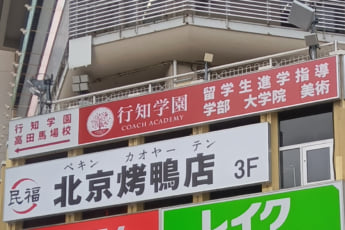 行知学園
高田馬場校
行知学園
COACH ACADEMY
留学生進学指導
学部 大学院 美術
民福
ペキン カオヤー テン
北京烤鴨店 3F
レイク